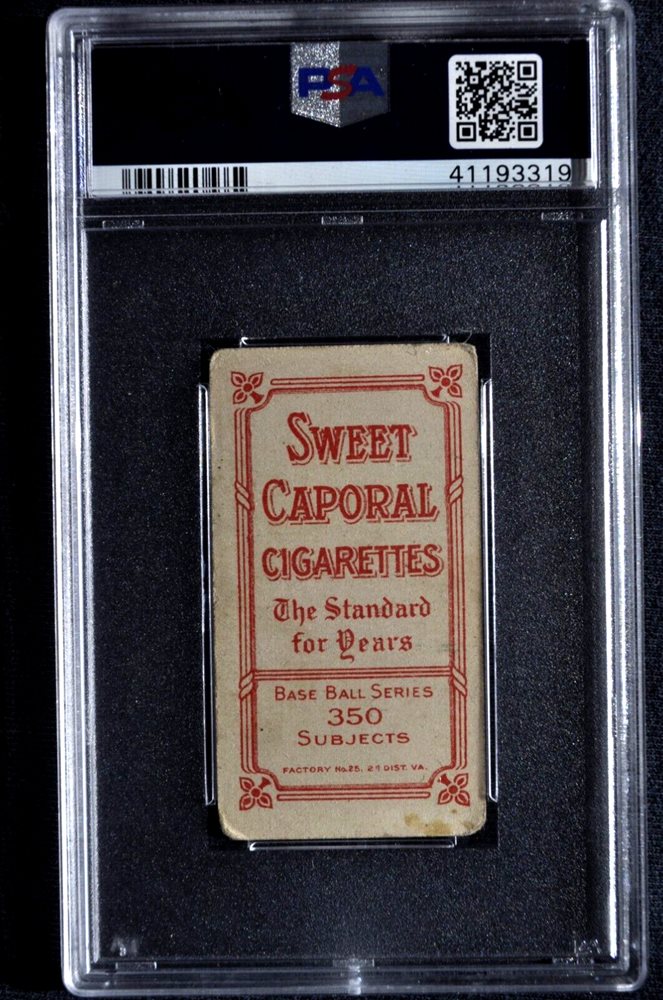 PSA
41193319
SWEET
CAPORAL
CIGARETTES
The Standard
for Years
BASE BALL SERIES
350
SUBJECTS
FACTORY No.25, 2d DIST. VA.